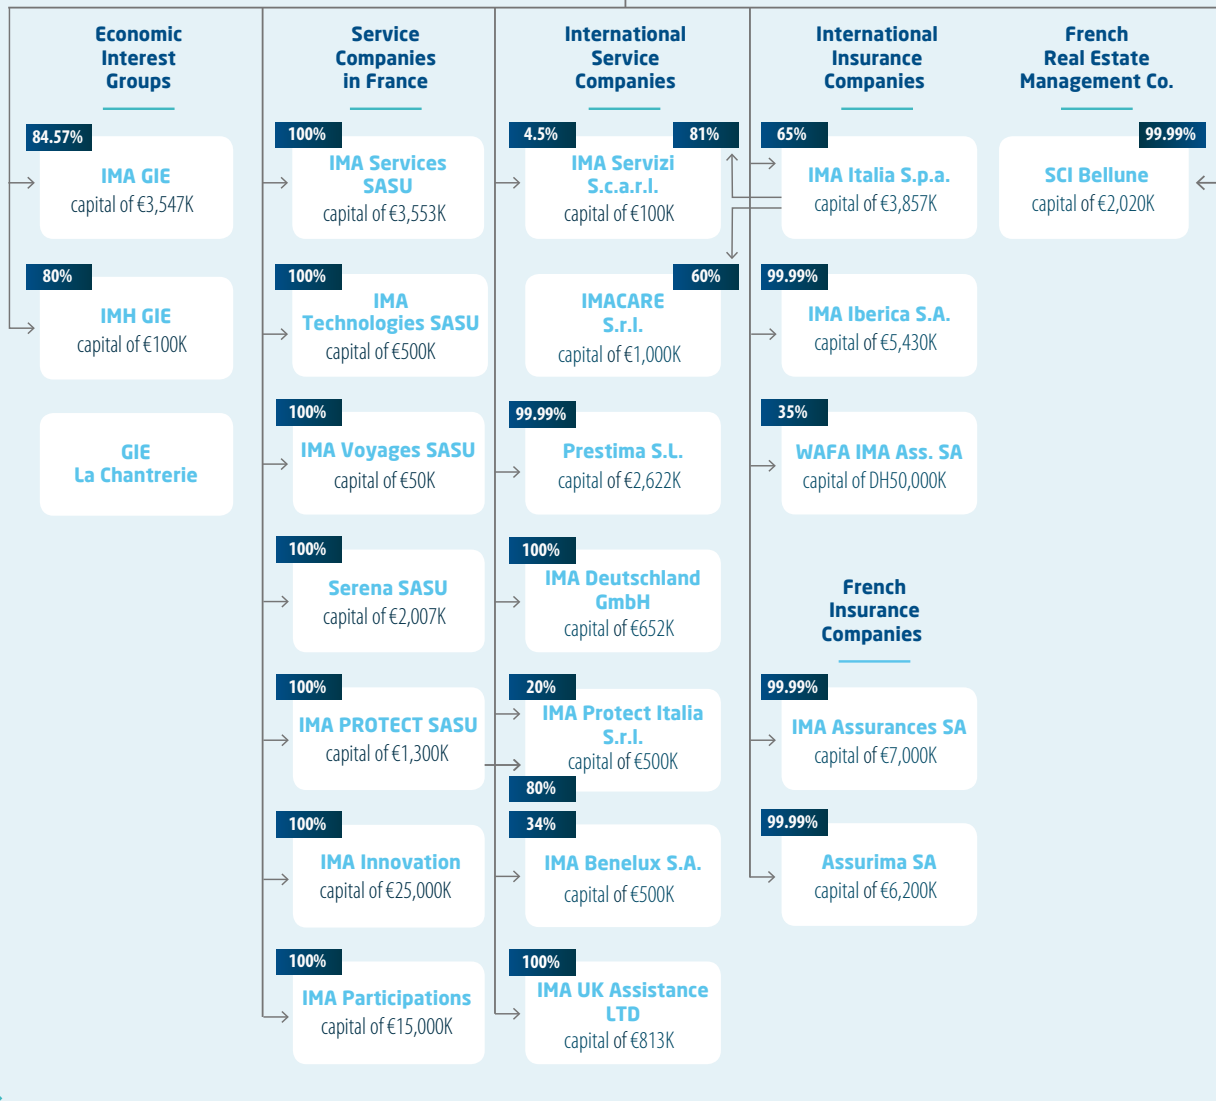 Economic
Interest
Groups
84.57%
IMA GIE
capital of €3,547K
80%
IMH GIE
capital of €100K
GIE
La Chantrerie
Service
Companies
in France
100%
IMA Services
SASU
capital of €3,553K
100%
IMA
Technologies SASU
capital of €500K
100%
IMA Voyages SASU
capital of €50K
100%
Serena SASU
capital of €2,007K
100%
IMA PROTECT SASU
capital of €1,300K
100%
IMA Innovation
capital of €25,000K
100%
IMA Participations
capital of €15,000K
International
Service
Companies
4.5%
81%
IMA Servizi
S.c.a.r.l.
capital of €100K
60%
IMACARE
S.r.l.
capital of €1,000K
99.99%
Prestima S.L.
capital of €2,622K
100%
IMA Deutschland
GmbH
capital of €652K
20%
IMA Protect Italia
S.r.l.
capital of €500K
80%
34%
IMA Benelux S.A.
capital of €500K
100%
IMA UK Assistance
LTD
capital of €813K
International
Insurance
Companies
65%
IMA Italia S.p.a.
capital of €3,857K
99.99%
IMA Iberica S.A.
capital of €5,430K
35%
WAFA IMA Ass. SA
capital of DH50,000K
French
Insurance
Companies
99.99%
IMA Assurances SA
capital of €7,000K
99.99%
Assurima SA
capital of €6,200K
French
Real Estate
Management Co.
99.99%
SCI Bellune
capital of €2,020K